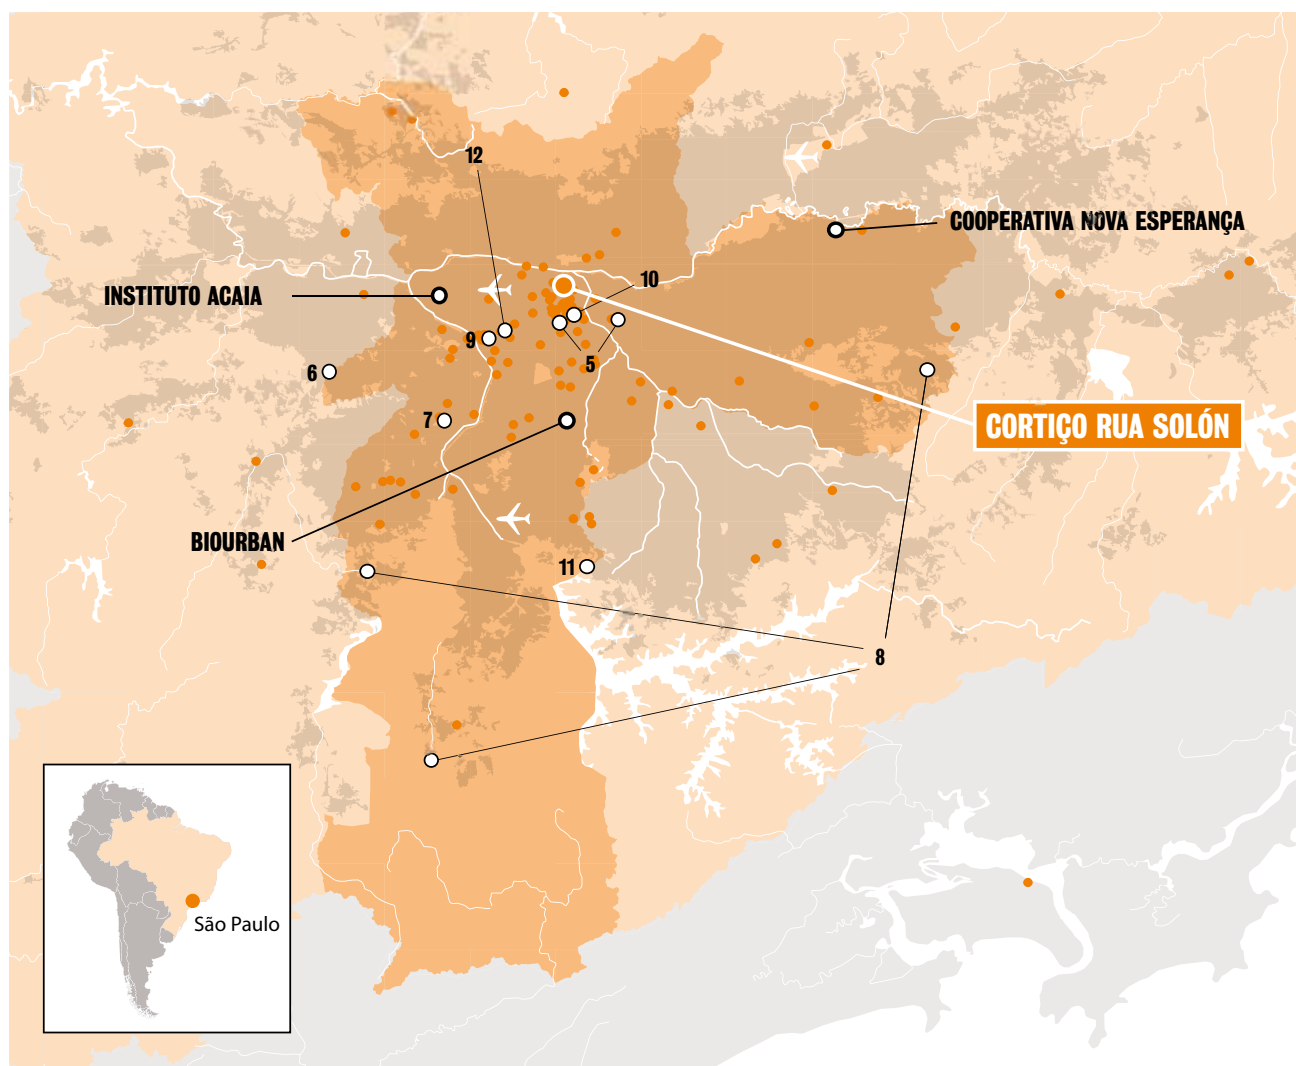 12
COOPERATIVA NOVA ESPERANÇA
10
INSTITUTO ACAIA
9
5
6
7
CORTIÇO RUA SOLÓN
BIOURBAN
11
8
São Paulo